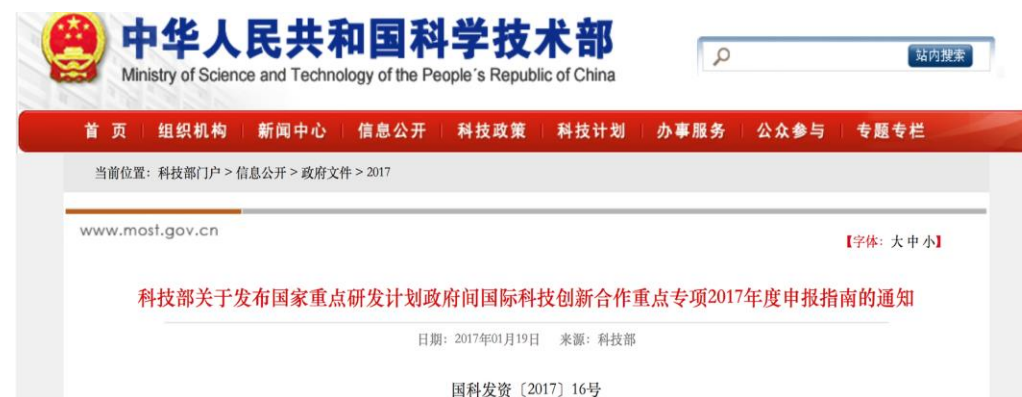 中华人民共和国科学技术部
Ministry of Science and Technology of the People´s Republic of China
站内搜索
首 页 组织机构 新闻中心 信息公开 科技政策 科技计划 办事服务 公众参与 专题专栏
当前位置：科技部门户 > 信息公开 > 政府文件 > 2017
www.most.gov.cn
【字体：大 中 小】
科技部关于发布国家重点研发计划政府间国际科技创新合作重点专项2017年度申报指南的通知
日期：2017年01月19日 来源：科技部
国科发资〔2017〕16号